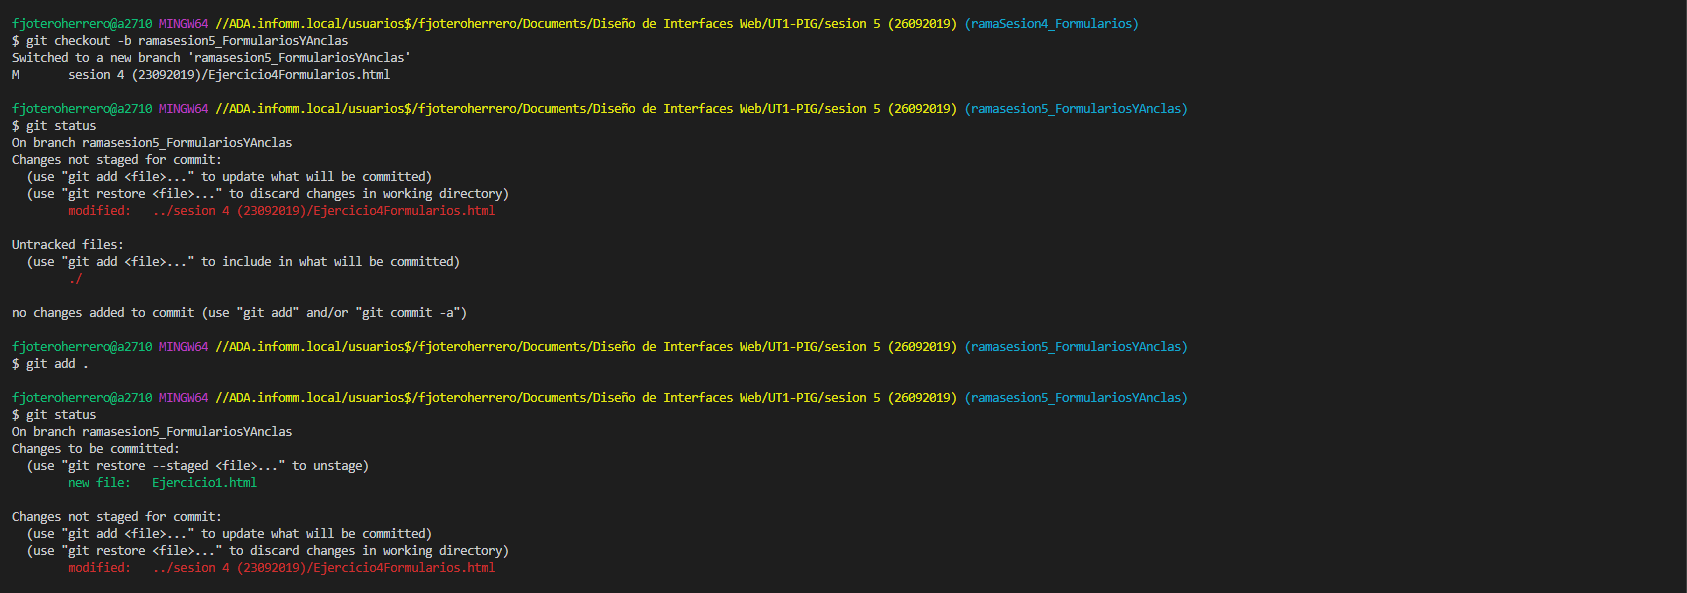 fjoteroherrero@a2710 MINGW64 //ADA.infomm.local/usuarios$/fjoteroherrero/Documents/Diseño de Interfaces Web/UT1-PIG/sesion 5 (26092019) (ramaSesion4_Formularios)
$ git checkout -b ramasesion5_FormulariosYAnclas
Switched to a new branch 'ramasesion5_FormulariosYAnclas'
M       sesion 4 (23092019)/Ejercicio4Formularios.html

fjoteroherrero@a2710 MINGW64 //ADA.infomm.local/usuarios$/fjoteroherrero/Documents/Diseño de Interfaces Web/UT1-PIG/sesion 5 (26092019) (ramasesion5_FormulariosYAnclas)
$ git status
On branch ramasesion5_FormulariosYAnclas
Changes not staged for commit:
  (use "git add <file>..." to update what will be committed)
  (use "git restore <file>..." to discard changes in working directory)
        modified:   ../sesion 4 (23092019)/Ejercicio4Formularios.html

Untracked files:
  (use "git add <file>..." to include in what will be committed)
        ./

no changes added to commit (use "git add" and/or "git commit -a")

fjoteroherrero@a2710 MINGW64 //ADA.infomm.local/usuarios$/fjoteroherrero/Documents/Diseño de Interfaces Web/UT1-PIG/sesion 5 (26092019) (ramasesion5_FormulariosYAnclas)
$ git add .

fjoteroherrero@a2710 MINGW64 //ADA.infomm.local/usuarios$/fjoteroherrero/Documents/Diseño de Interfaces Web/UT1-PIG/sesion 5 (26092019) (ramasesion5_FormulariosYAnclas)
$ git status
On branch ramasesion5_FormulariosYAnclas
Changes to be committed:
  (use "git restore --staged <file>..." to unstage)
        new file:   Ejercicio1.html

Changes not staged for commit:
  (use "git add <file>..." to update what will be committed)
  (use "git restore <file>..." to discard changes in working directory)
        modified:   ../sesion 4 (23092019)/Ejercicio4Formularios.html